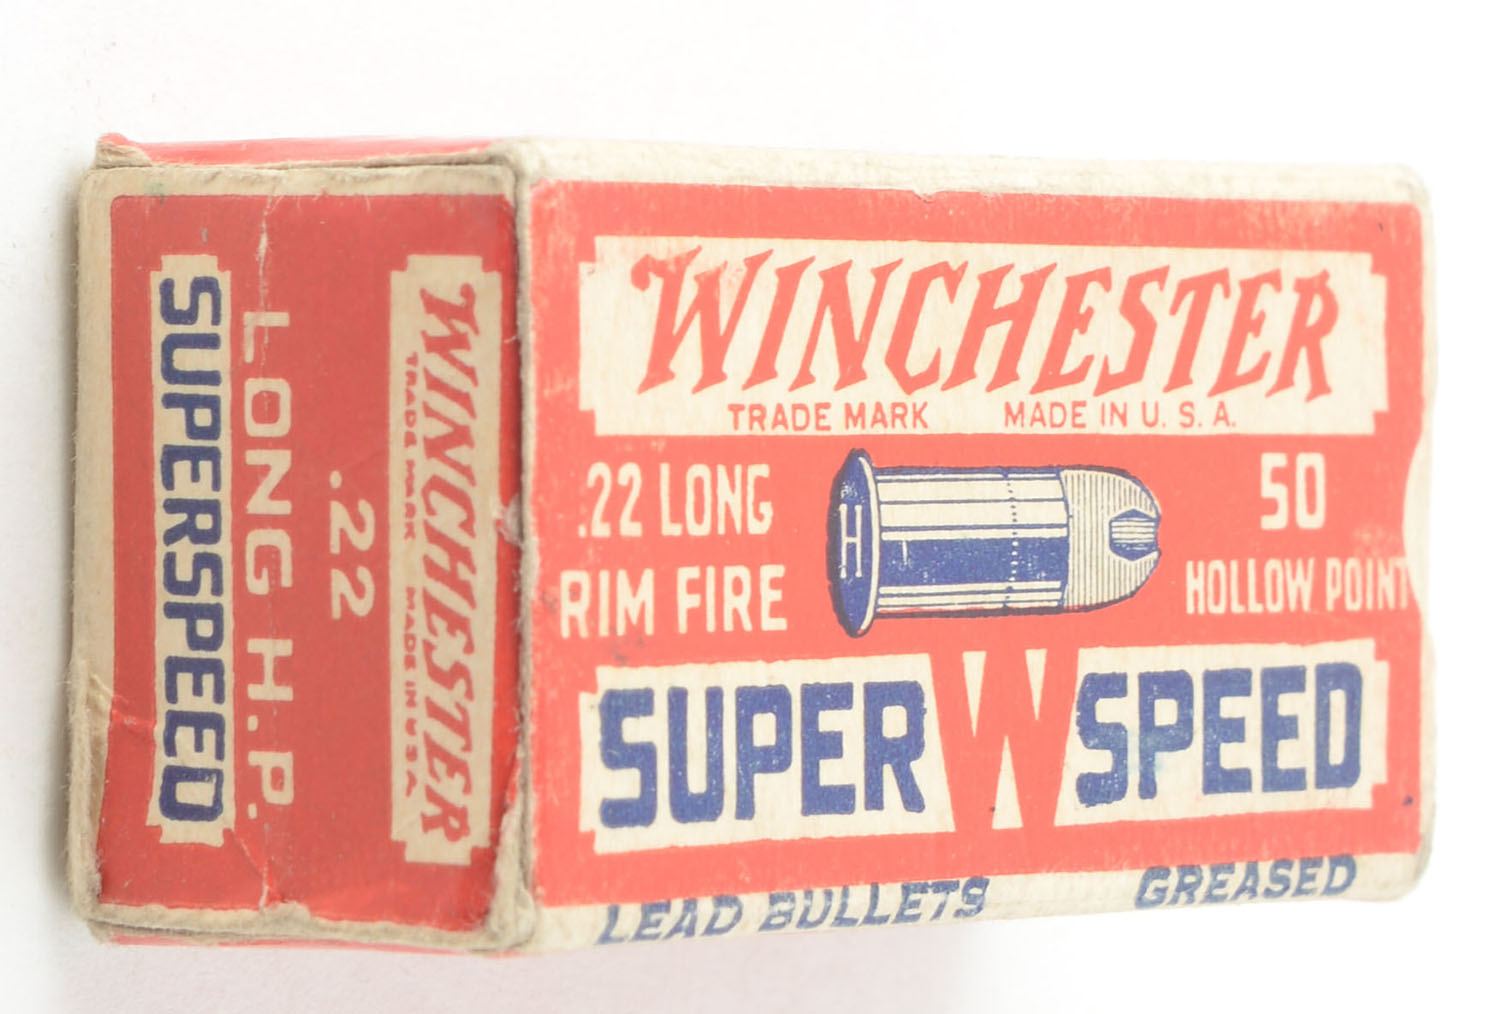 WINCHESTER
TRADE MARK MADE IN U. S. A.
.22 LONG
RIM FIRE
H
50
HOLLOW POINT
SUPER W SPEED
LEAD BULLETS GREASED
WINCHESTER
TRADE MARK MADE IN U.S.A.
.22
LONG H.P.
SUPERSPEED